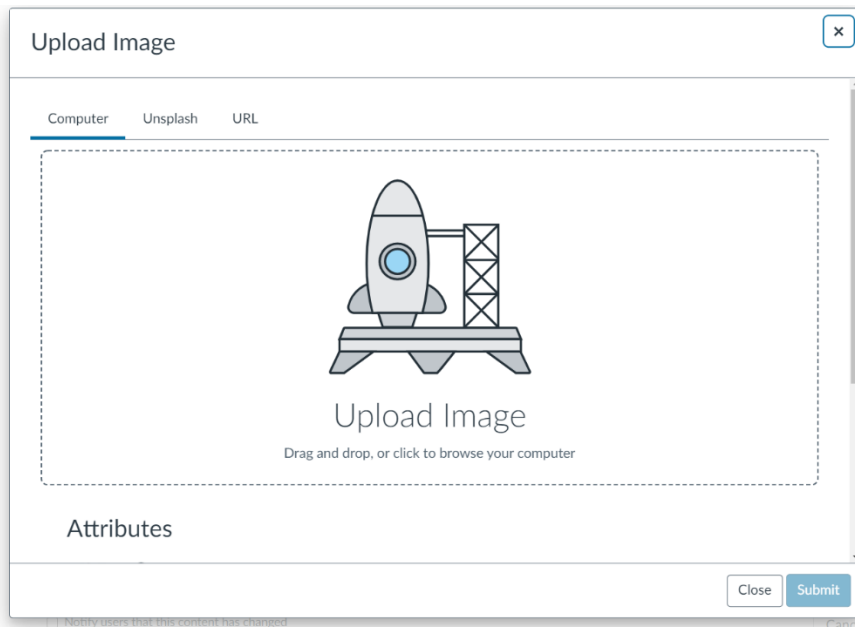 Upload Image
×
Computer Unsplash URL
Upload Image
Drag and drop, or click to browse your computer
Attributes
Close Submit
Notify users that this content has changed